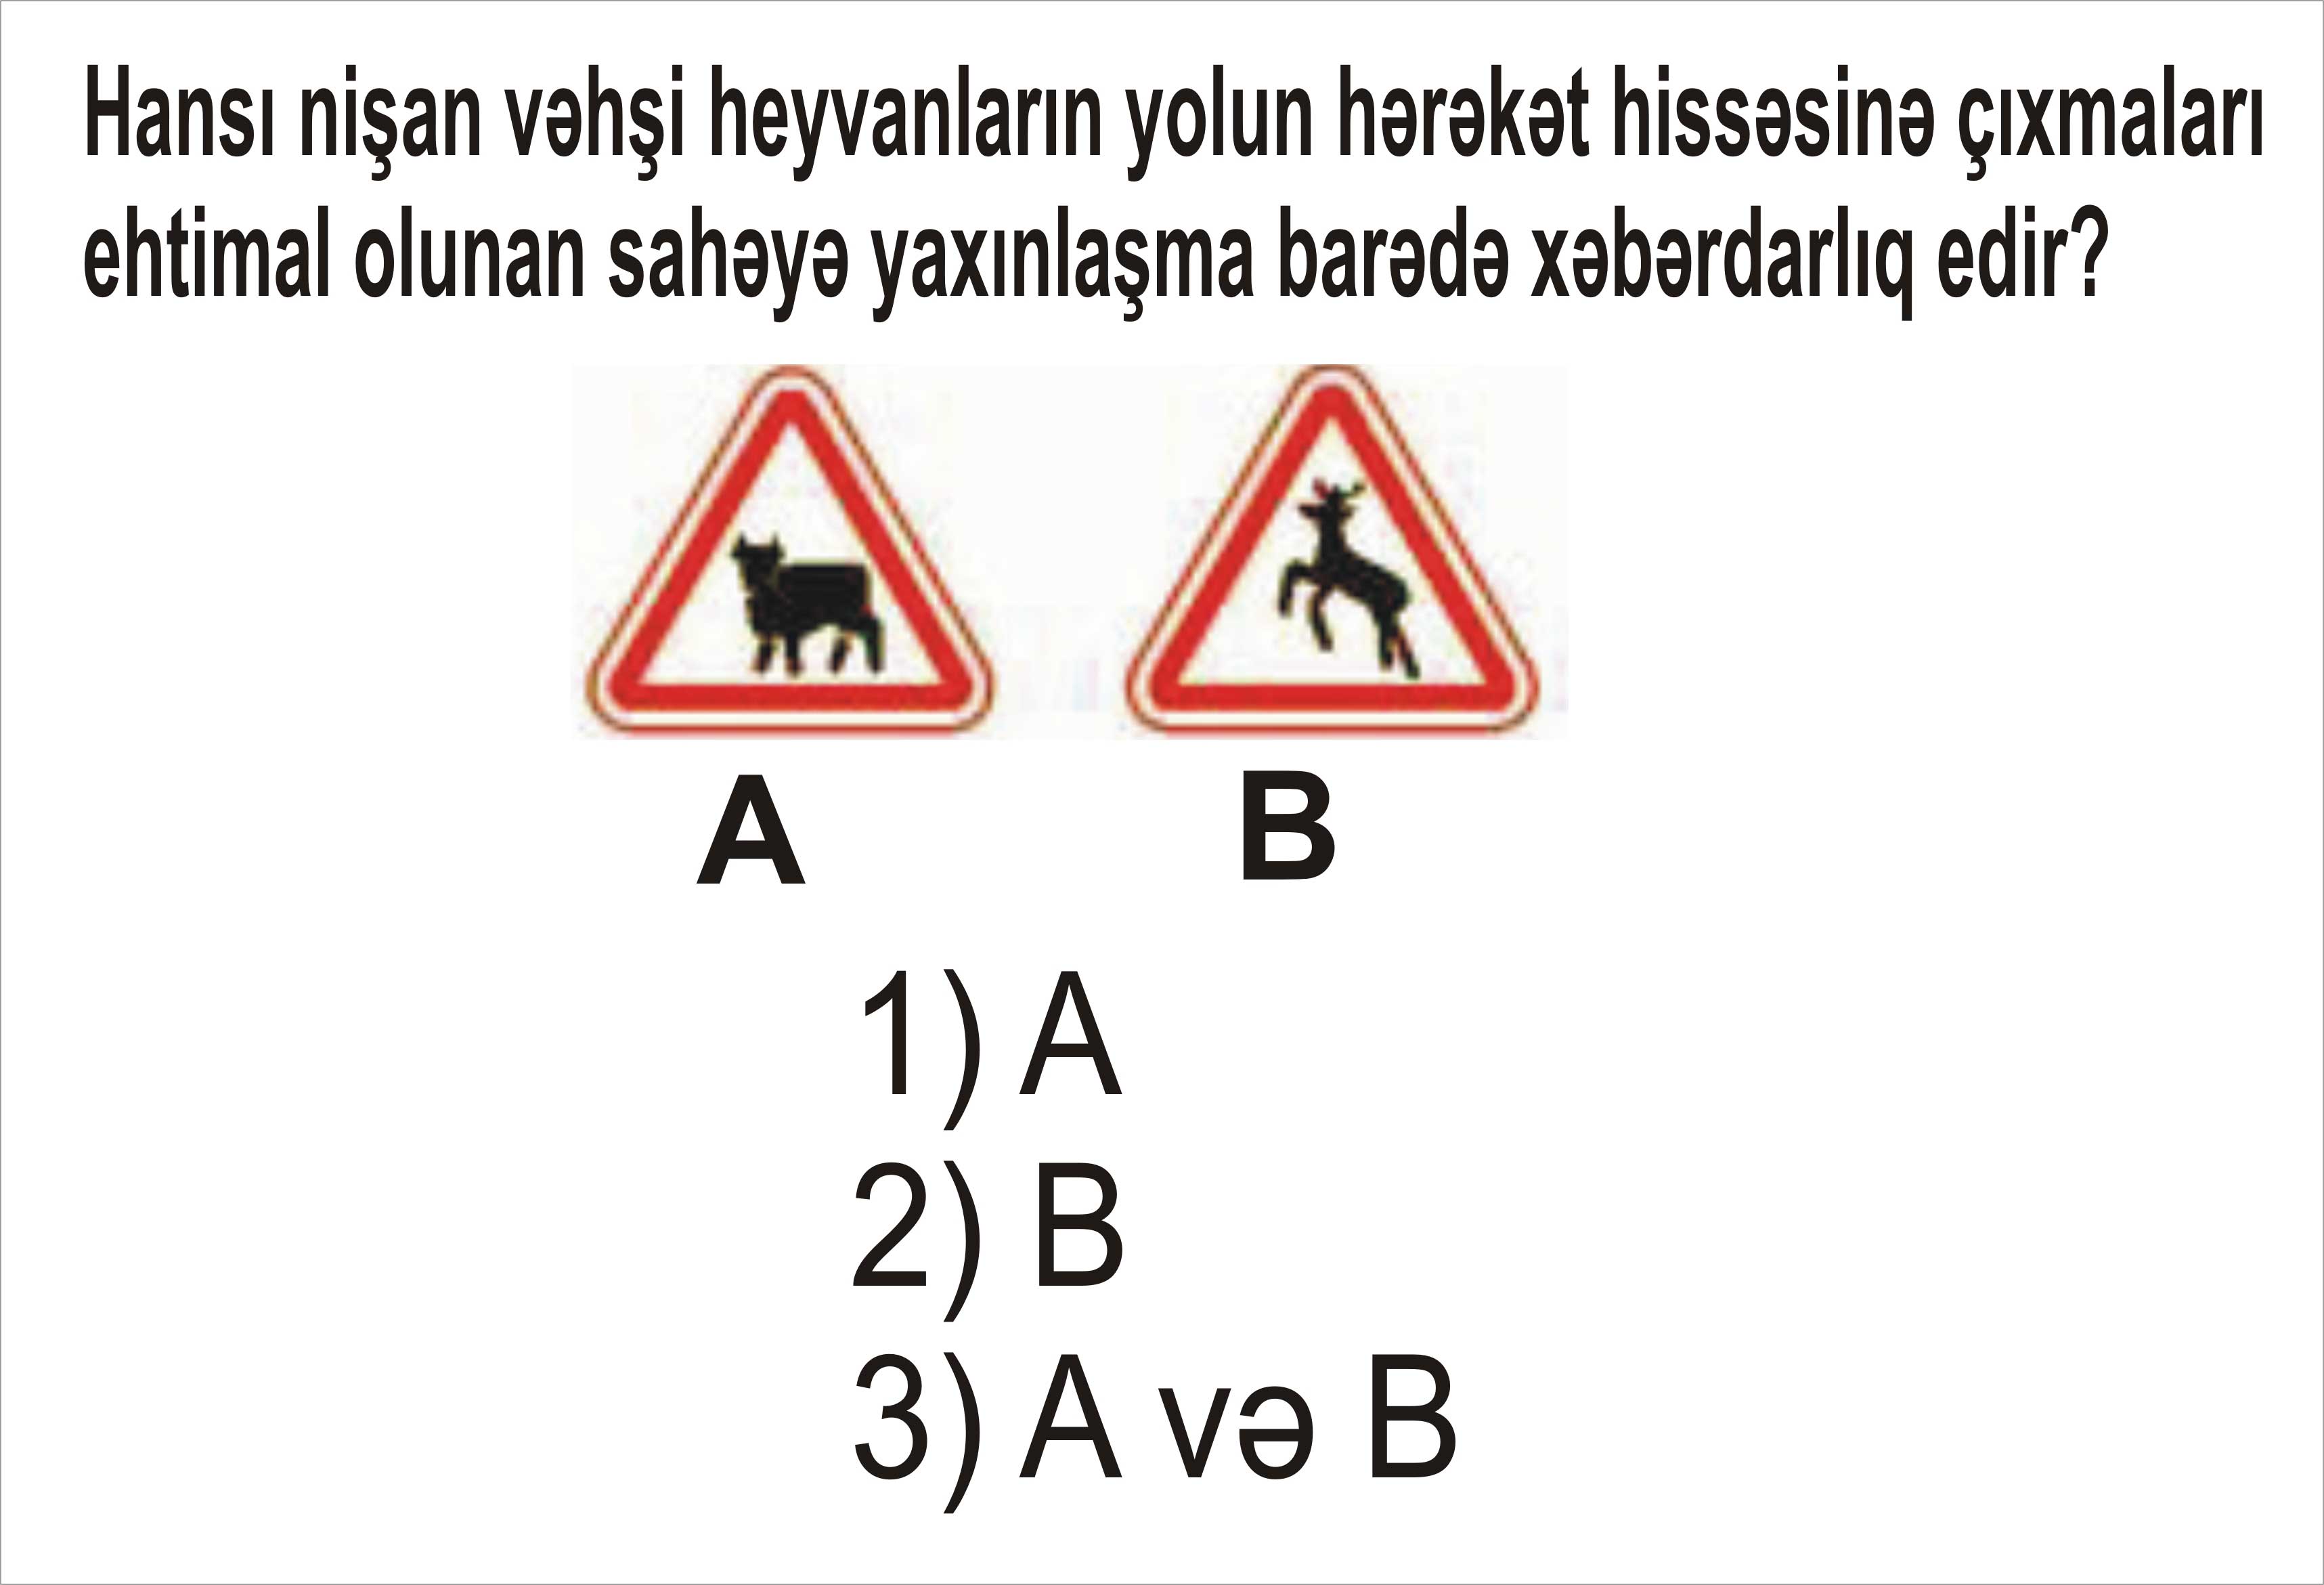 Hansı nişan vəhşi heyvanların yolun hərəkət hissəsinə çıxmaları
ehtimal olunan sahəyə yaxınlaşma barədə xəbərdarlıq edir?
A B
1) A
2) B
3) A və B